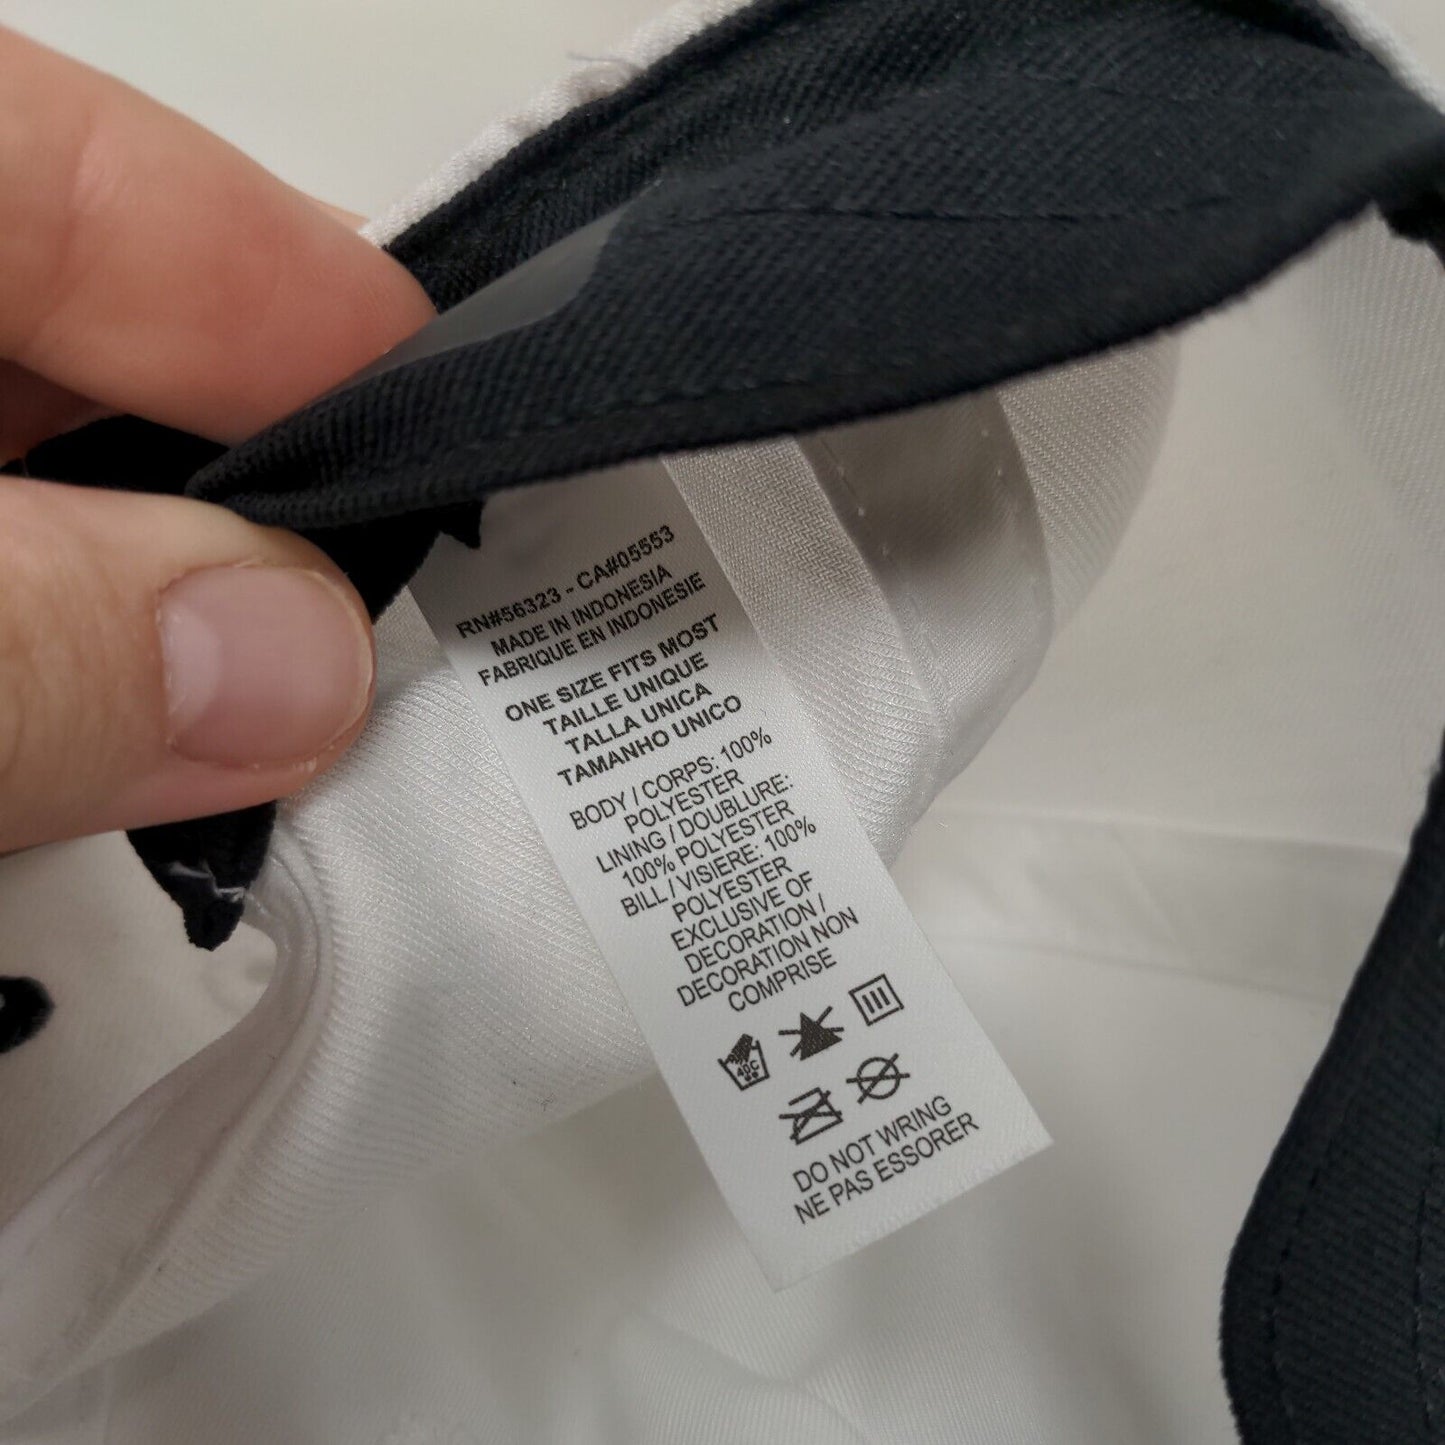 RN#56323 - CA#05553
MADE IN INDONESIA
FABRIQUE EN INDONESIE
ONE SIZE FITS MOST
TAILLE UNIQUE
TALLA UNICA
TAMANHO UNICO
BODY / CORPS: 100%
POLYESTER
LINING / DOUBLURE:
100% POLYESTER
BILL / VISIERE: 100%
POLYESTER
EXCLUSIVE OF
DECORATION /
DECORATION NON
COMPRISE
40C
DO NOT WRING
NE PAS ESSORER